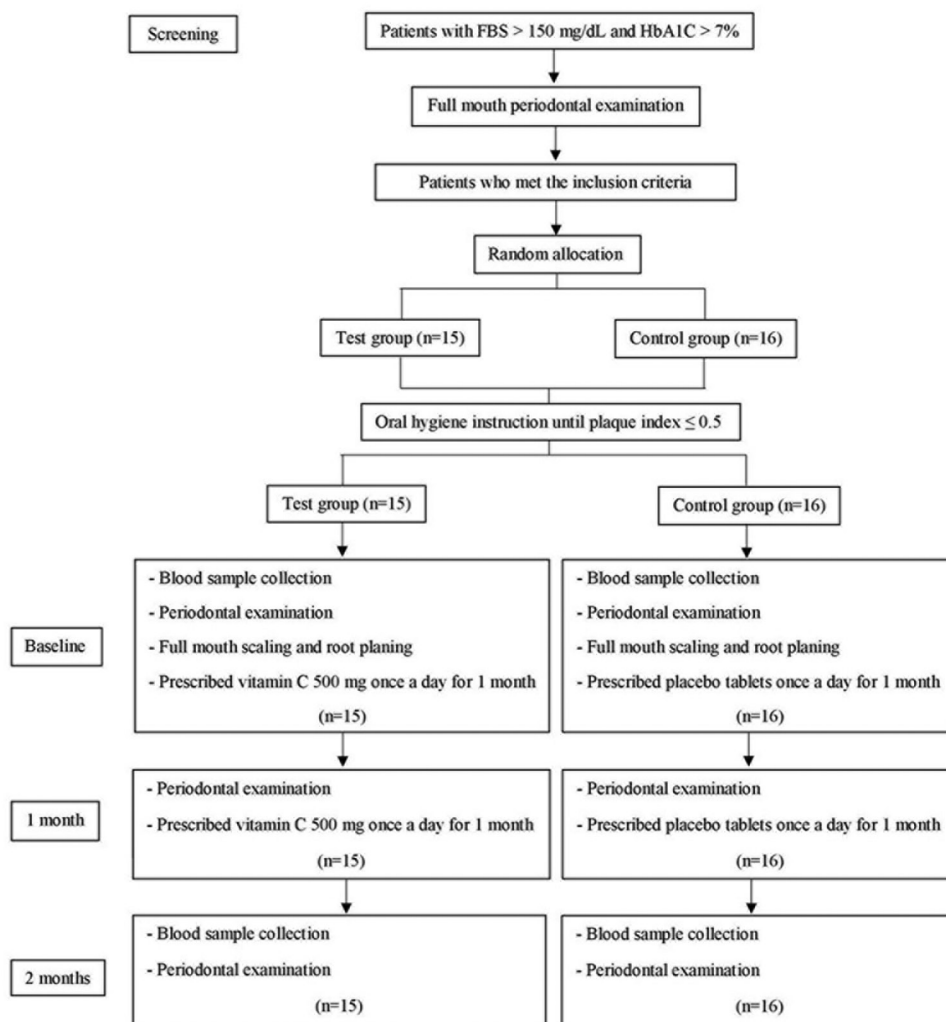 Screening
Patients with FBS > 150 mg/dL and HbA1C > 7%
Full mouth periodontal examination
Patients who met the inclusion criteria
Random allocation
Test group (n=15)
Control group (n=16)
Oral hygiene instruction until plaque index ≤ 0.5
Test group (n=15)
Control group (n=16)
Baseline
- Blood sample collection
- Periodontal examination
- Full mouth scaling and root planing
- Prescribed vitamin C 500 mg once a day for 1 month
(n=15)
- Blood sample collection
- Periodontal examination
- Full mouth scaling and root planing
- Prescribed placebo tablets once a day for 1 month
(n=16)
1 month
- Periodontal examination
- Prescribed vitamin C 500 mg once a day for 1 month
(n=15)
- Periodontal examination
- Prescribed placebo tablets once a day for 1 month
(n=16)
2 months
- Blood sample collection
- Periodontal examination
(n=15)
- Blood sample collection
- Periodontal examination
(n=16)